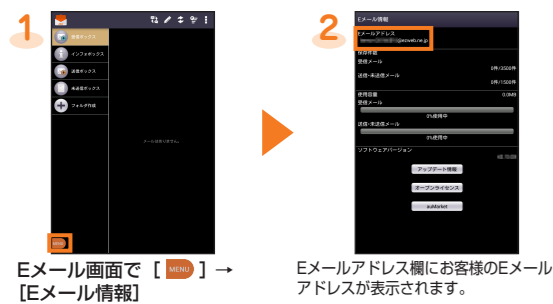 1
受信ボックス
インフォボックス
送信ボックス
未送信ボックス
フォルダ作成
メールはありません。
MENU
Eメール画面で [ MENU ] →
[Eメール情報]
2
Eメール情報
Eメールアドレス
@ezweb.ne.jp
保存件数
受信メール
0件/3500件
送信・未送信メール
0件/1500件
使用容量 0.0MB
受信メール
0%使用中
送信・未送信メール
0%使用中
ソフトウェアバージョン
アップデート情報
オープンライセンス
auMarket
Eメールアドレス欄にお客様のEメール
アドレスが表示されます。